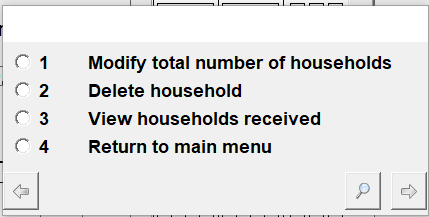 1 Modify total number of households
2 Delete household
3 View households received
4 Return to main menu